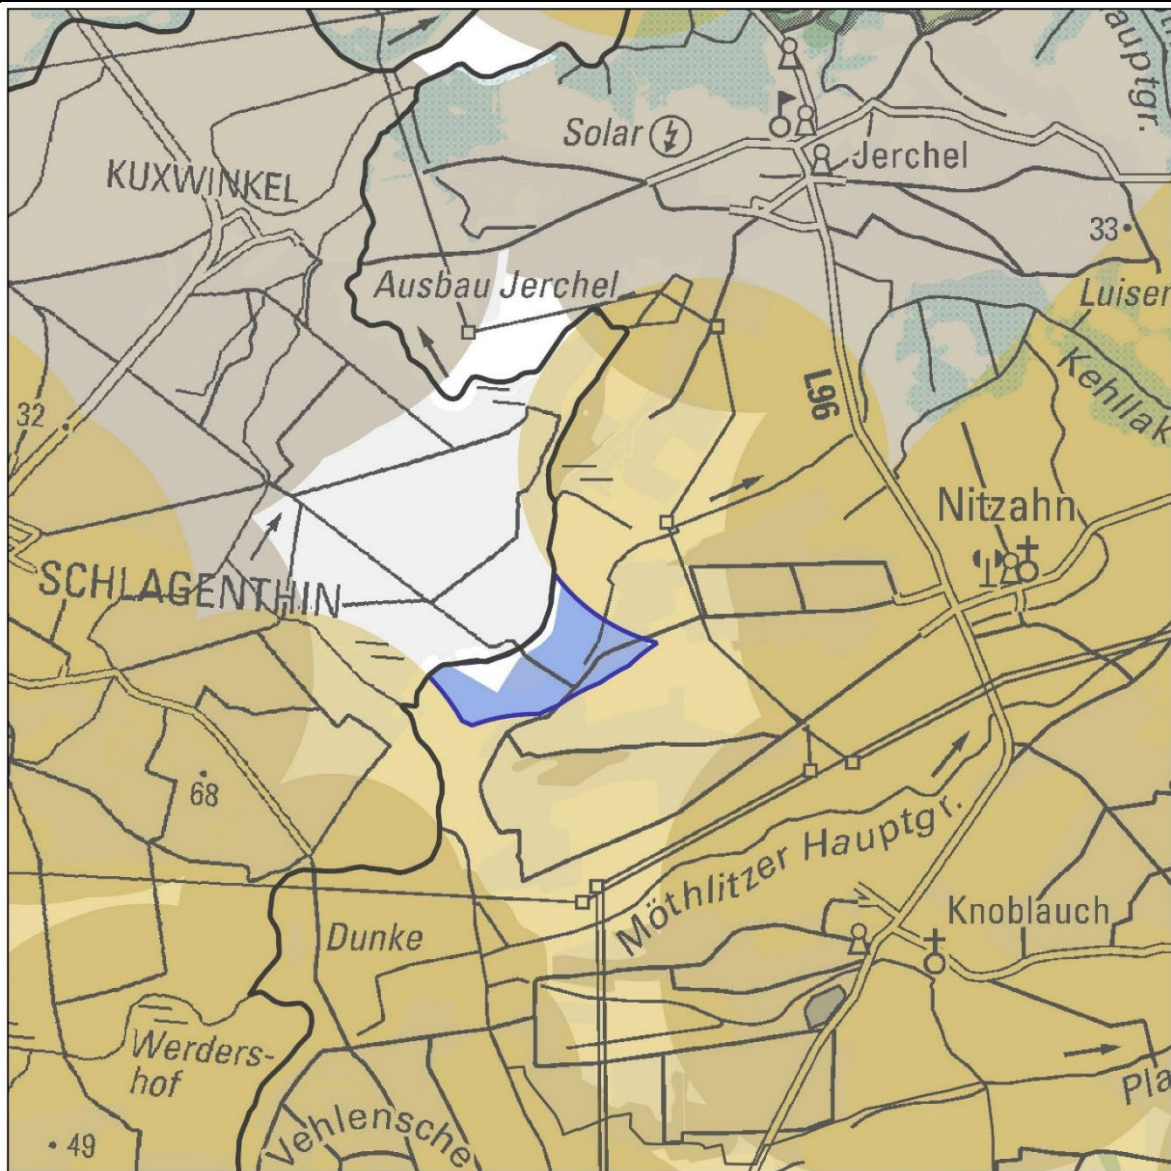 auptgr.
Solar
Jerchel
KUXWINKEL
33
Ausbau Jerchel
Luiser
Kehllak
L96
32
Nitzahn
SCHLAGENTHIN
68
Möthlitzer Hauptgr.
Knoblauch
Dunke
Werders-
hof
Vehlensche
Pla
49